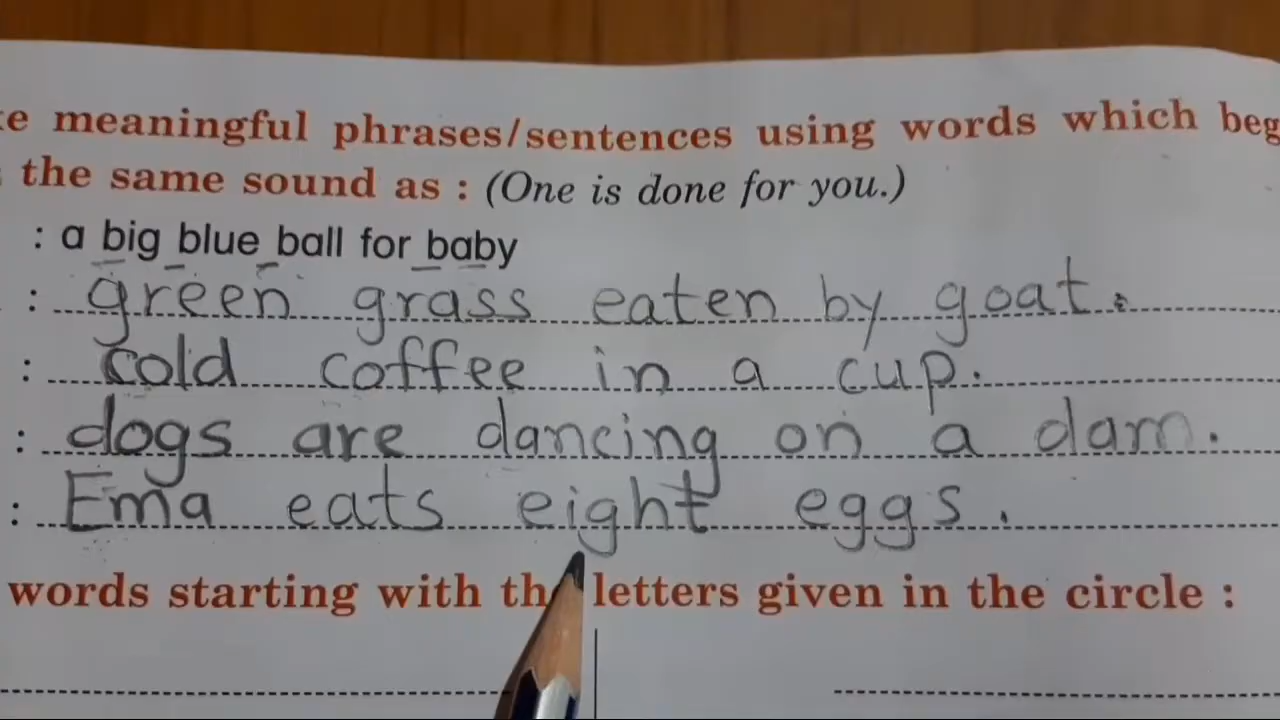 meaningful phrases/sentences using words which beg
the same sound as : (One is done for you.)
: a big blue ball for baby
: green grass eaten by goat.
: cold coffee in a cup.
: dogs are dancing on a dam.
: Ema eats eight eggs.
words starting with th letters given in the circle :